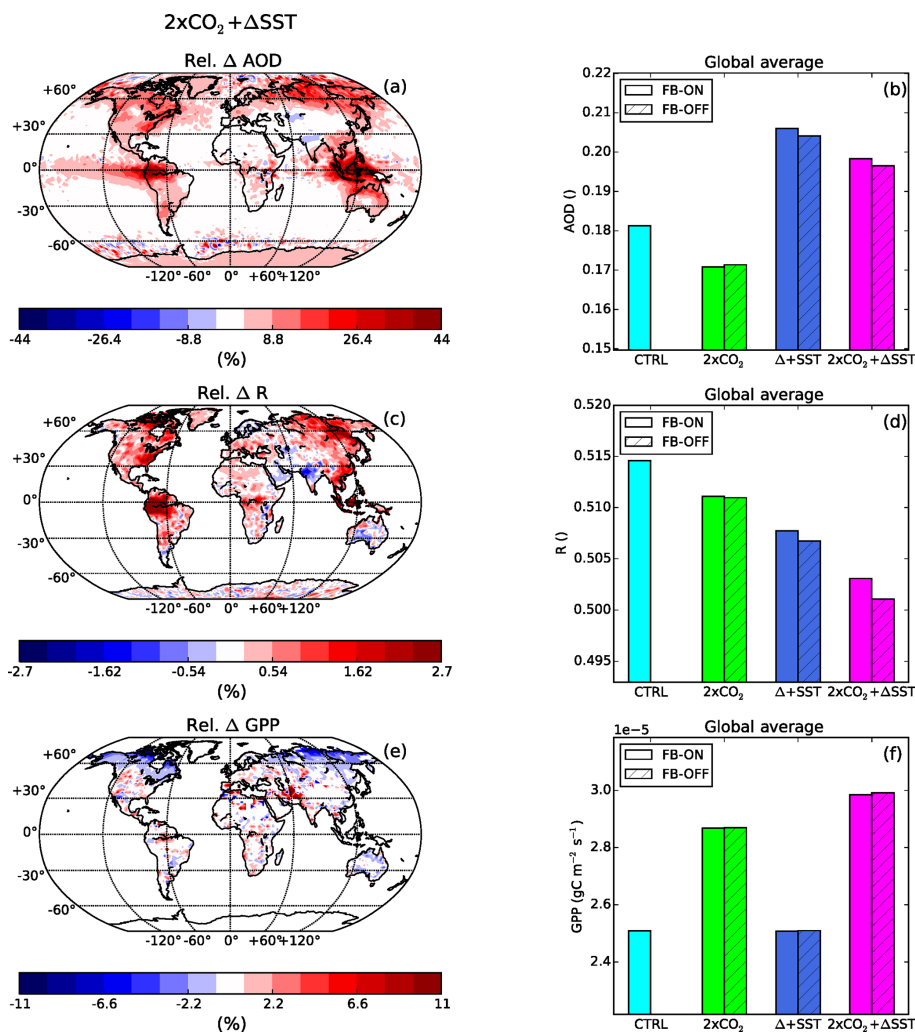 2xCO₂+ΔSST
Rel. Δ AOD
(a)
+60°
+30°
0°
-30°
-60°
-120° -60° 0° +60°+120°
-44 -26.4 -8.8 8.8 26.4 44
(%)
Global average
(b)
FB-ON
FB-OFF
AOD ()
0.22
0.21
0.20
0.19
0.18
0.17
0.16
0.15
CTRL 2xCO₂ Δ+SST 2xCO₂+ΔSST
Rel. Δ R
(c)
+60°
+30°
0°
-30°
-60°
-120° -60° 0° +60°+120°
-2.7 -1.62 -0.54 0.54 1.62 2.7
(%)
Global average
(d)
FB-ON
FB-OFF
R ()
0.520
0.515
0.510
0.505
0.500
0.495
CTRL 2xCO₂ Δ+SST 2xCO₂+ΔSST
Rel. Δ GPP
(e)
+60°
+30°
0°
-30°
-60°
-120° -60° 0° +60°+120°
-11 -6.6 -2.2 2.2 6.6 11
(%)
1e-5
Global average
(f)
FB-ON
FB-OFF
GPP (gC m⁻² s⁻¹)
3.0
2.8
2.6
2.4
CTRL 2xCO₂ Δ+SST 2xCO₂+ΔSST